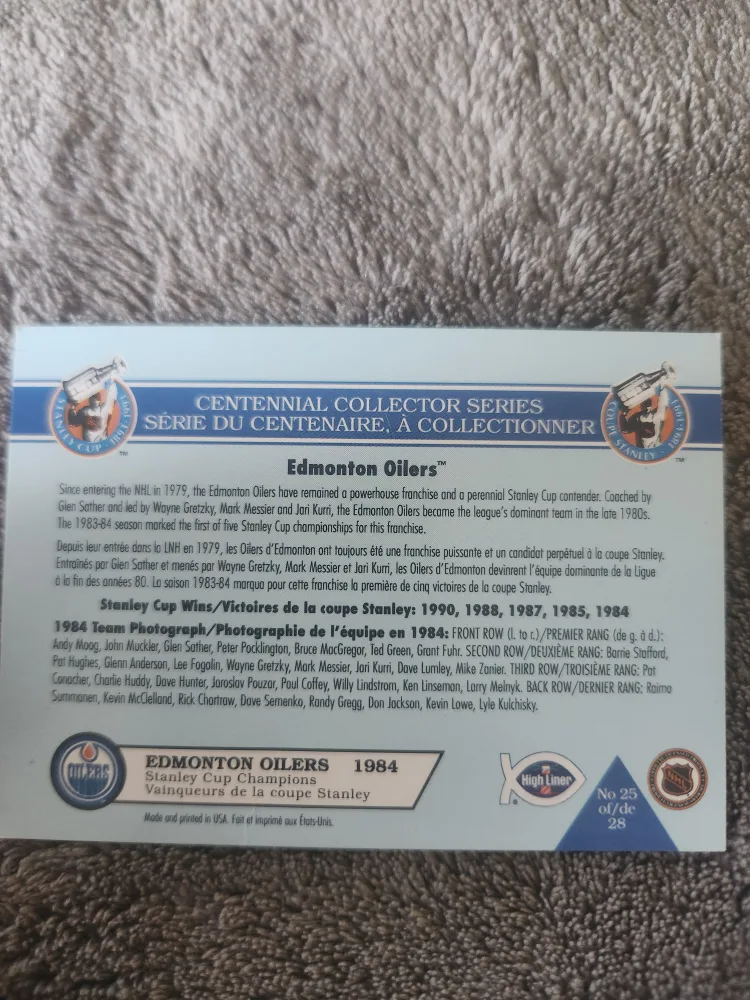 CENTENNIAL COLLECTOR SERIES
SÉRIE DU CENTENAIRE, À COLLECTIONNER
STANLEY CUP 1893-1993
COUPE STANLEY 1893-1993
TM
TM
Edmonton Oilers™
Since entering the NHL in 1979, the Edmonton Oilers have remained a powerhouse franchise and a perennial Stanley Cup contender. Coached by
Glen Sather and led by Wayne Gretzky, Mark Messier and Jari Kurri, the Edmonton Oilers became the league's dominant team in the late 1980s.
The 1983-84 season marked the first of five Stanley Cup championships for this franchise.
Depuis leur entrée dans la LNH en 1979, les Oilers d'Edmonton ont toujours été une franchise puissante et un candidat perpétuel à la coupe Stanley.
Entraînés par Glen Sather et menés par Wayne Gretzky, Mark Messier et Jari Kurri, les Oilers d'Edmonton devinrent l'équipe dominante de la Ligue
à la fin des années 80. La saison 1983-84 marqua pour cette franchise la première de cinq victoires de la coupe Stanley.
Stanley Cup Wins/Victoires de la coupe Stanley: 1990, 1988, 1987, 1985, 1984
1984 Team Photograph/Photographie de l'équipe en 1984: FRONT ROW (l. to r.)/PREMIER RANG (de g. à d.):
Andy Moog, John Muckler, Glen Sather, Peter Pocklington, Bruce MacGregor, Ted Green, Grant Fuhr. SECOND ROW/DEUXIÈME RANG: Barrie Stafford,
Pat Hughes, Glenn Anderson, Lee Fogolin, Wayne Gretzky, Mark Messier, Jari Kurri, Dave Lumley, Mike Zanier. THIRD ROW/TROISIÈME RANG: Pat
Conacher, Charlie Huddy, Dave Hunter, Jaroslav Pouzar, Paul Coffey, Willy Lindstrom, Ken Linseman, Larry Melnyk. BACK ROW/DERNIER RANG: Raimo
Summanen, Kevin McClelland, Rick Chartraw, Dave Semenko, Randy Gregg, Don Jackson, Kevin Lowe, Lyle Kulchisky.
OILERS
EDMONTON OILERS 1984
Stanley Cup Champions
Vainqueurs de la coupe Stanley
Made and printed in USA. Fait et imprimé aux États-Unis.
High Liner
No 25
of/de
28
NHL